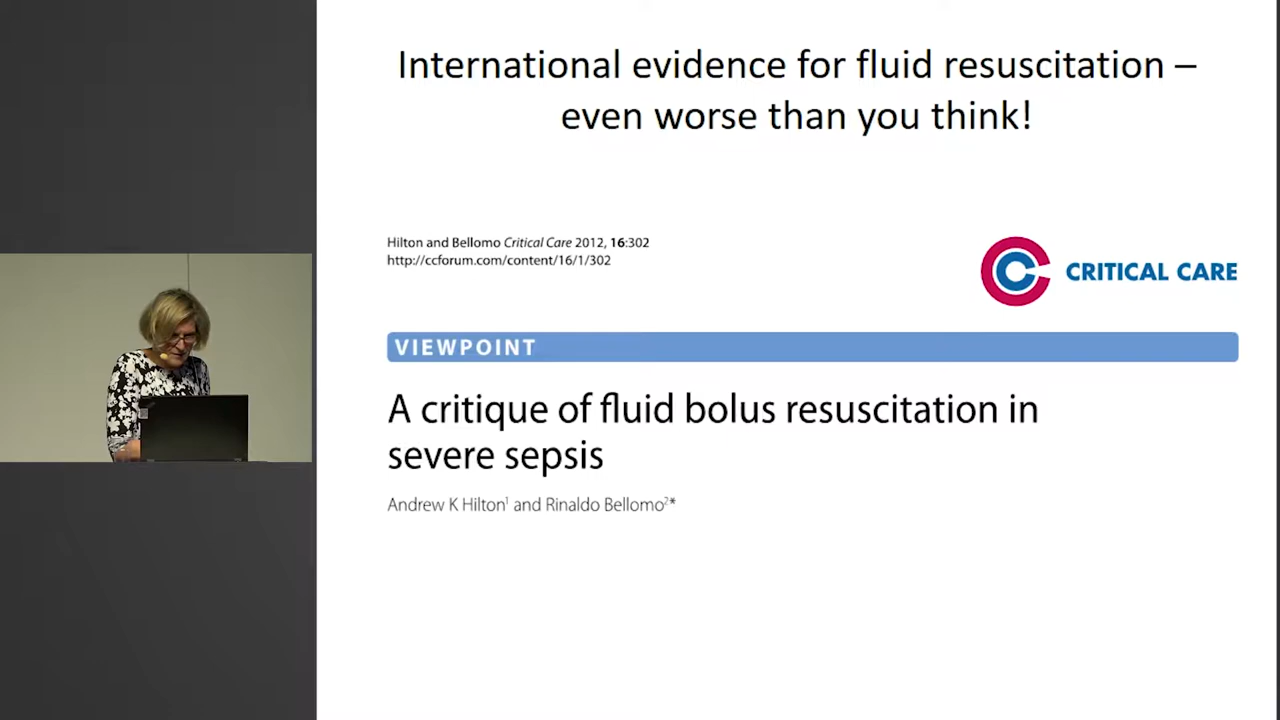 International evidence for fluid resuscitation –
even worse than you think!
Hilton and Bellomo Critical Care 2012, 16:302
http://ccforum.com/content/16/1/302
CRITICAL CARE
VIEWPOINT
A critique of fluid bolus resuscitation in
severe sepsis
Andrew K Hilton1 and Rinaldo Bellomo2*